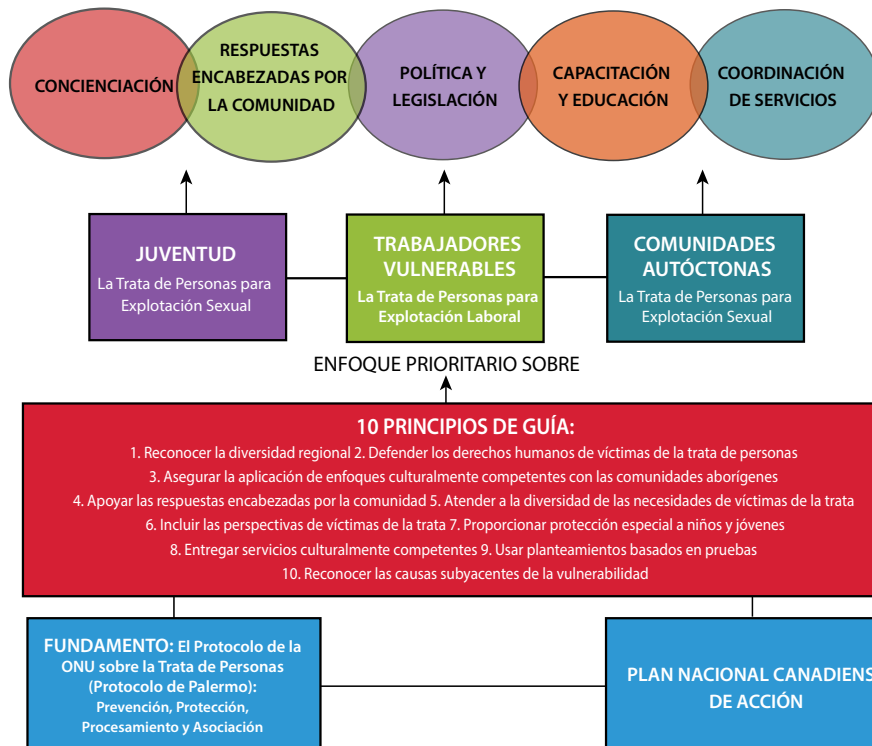 CONCIENCIACIÓN
RESPUESTAS
ENCABEZADAS POR
LA COMUNIDAD
POLÍTICA Y
LEGISLACIÓN
CAPACITACIÓN
Y EDUCACIÓN
COORDINACIÓN
DE SERVICIOS
JUVENTUD
La Trata de Personas para
Explotación Sexual
TRABAJADORES
VULNERABLES
La Trata de Personas para
Explotación Laboral
COMUNIDADES
AUTÓCTONAS
La Trata de Personas para
Explotación Sexual
ENFOQUE PRIORITARIO SOBRE
10 PRINCIPIOS DE GUÍA:
1. Reconocer la diversidad regional 2. Defender los derechos humanos de víctimas de la trata de personas
3. Asegurar la aplicación de enfoques culturalmente competentes con las comunidades aborígenes
4. Apoyar las respuestas encabezadas por la comunidad 5. Atender a la diversidad de las necesidades de víctimas de la trata
6. Incluir las perspectivas de víctimas de la trata 7. Proporcionar protección especial a niños y jóvenes
8. Entregar servicios culturalmente competentes 9. Usar planteamientos basados en pruebas
10. Reconocer las causas subyacentes de la vulnerabilidad
FUNDAMENTO: El Protocolo de la
ONU sobre la Trata de Personas
(Protocolo de Palermo):
Prevención, Protección,
Procesamiento y Asociación
PLAN NACIONAL CANADIENS
DE ACCIÓN